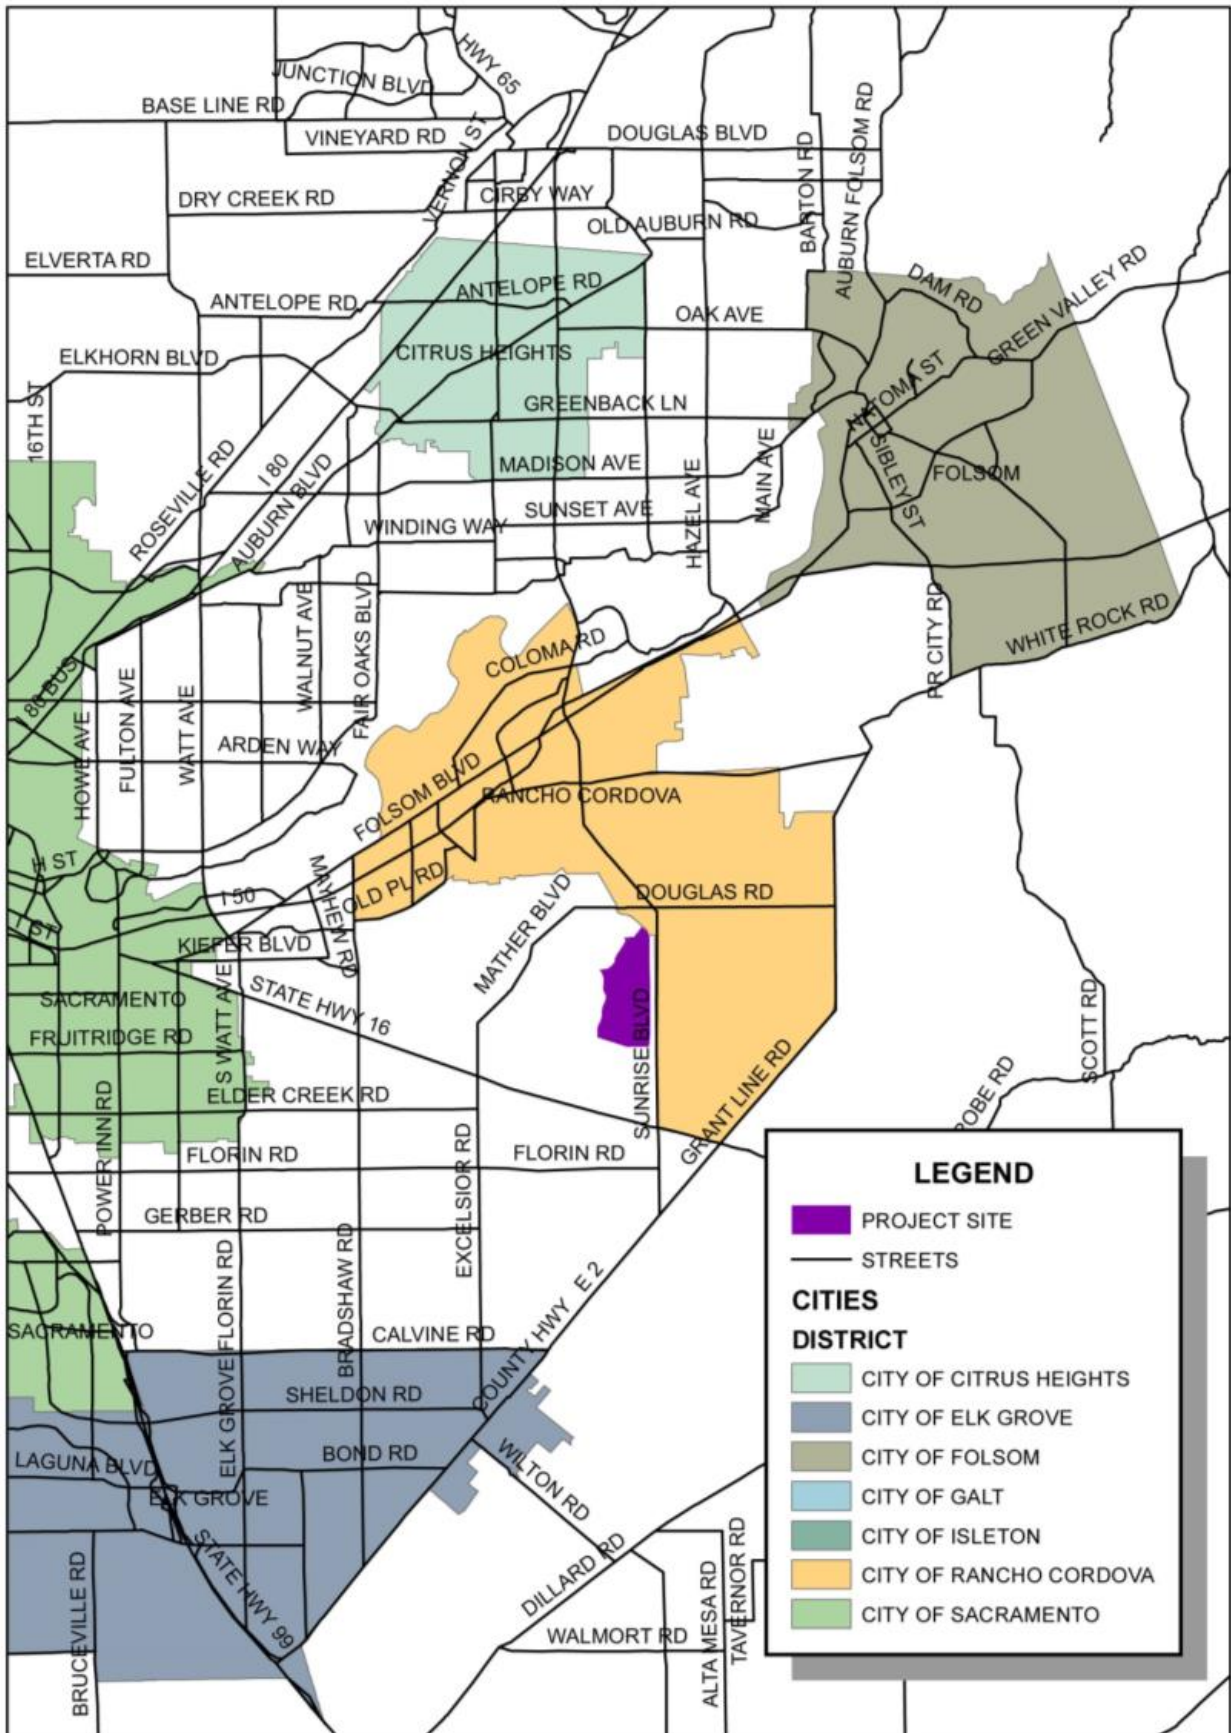 HWY 65
JUNCTION BLVD
BASE LINE RD
VINEYARD RD
VERNON ST
DOUGLAS BLVD
BARTON RD
AUBURN FOLSOM RD
DRY CREEK RD
CIRBY WAY
OLD AUBURN RD
ELVERTA RD
ANTELOPE RD
ANTELOPE RD
OAK AVE
DAM RD
GREEN VALLEY RD
ELKHORN BLVD
CITRUS HEIGHTS
NATOMA ST
16TH ST
GREENBACK LN
ROSEVILLE RD
I 80
AUBURN BLVD
MADISON AVE
HAZEL AVE
MAIN AVE
SIBLEY ST
FOLSOM
WINDING WAY
SUNSET AVE
WALNUT AVE
FAIR OAKS BLVD
COLOMA RD
PR CITY RD
WHITE ROCK RD
I 80 BUS
HOWE AVE
FULTON AVE
WATT AVE
ARDEN WAY
FOLSOM BLVD
RANCHO CORDOVA
H ST
MAYHEW RD
OLD PL RD
I 50
MATHER BLVD
DOUGLAS RD
KIEFER BLVD
STATE HWY 16
SACRAMENTO
S WATT AVE
FRUITRIDGE RD
SUNRISE BLVD
SCOTT RD
ELDER CREEK RD
GRANT LINE RD
OBE RD
POWER INN RD
FLORIN RD
FLORIN RD
EXCELSIOR RD
GERBER RD
BRADSHAW RD
ELK GROVE FLORIN RD
COUNTY HWY E 2
SACRAMENTO
CALVINE RD
SHELDON RD
LAGUNA BLVD
BOND RD
WILTON RD
ELK GROVE
STATE HWY 99
DILLARD RD
BRUCEVILLE RD
WALMORT RD
ALTA MESA RD
TAVERNOR RD
LEGEND
PROJECT SITE
STREETS
CITIES
DISTRICT
CITY OF CITRUS HEIGHTS
CITY OF ELK GROVE
CITY OF FOLSOM
CITY OF GALT
CITY OF ISLETON
CITY OF RANCHO CORDOVA
CITY OF SACRAMENTO